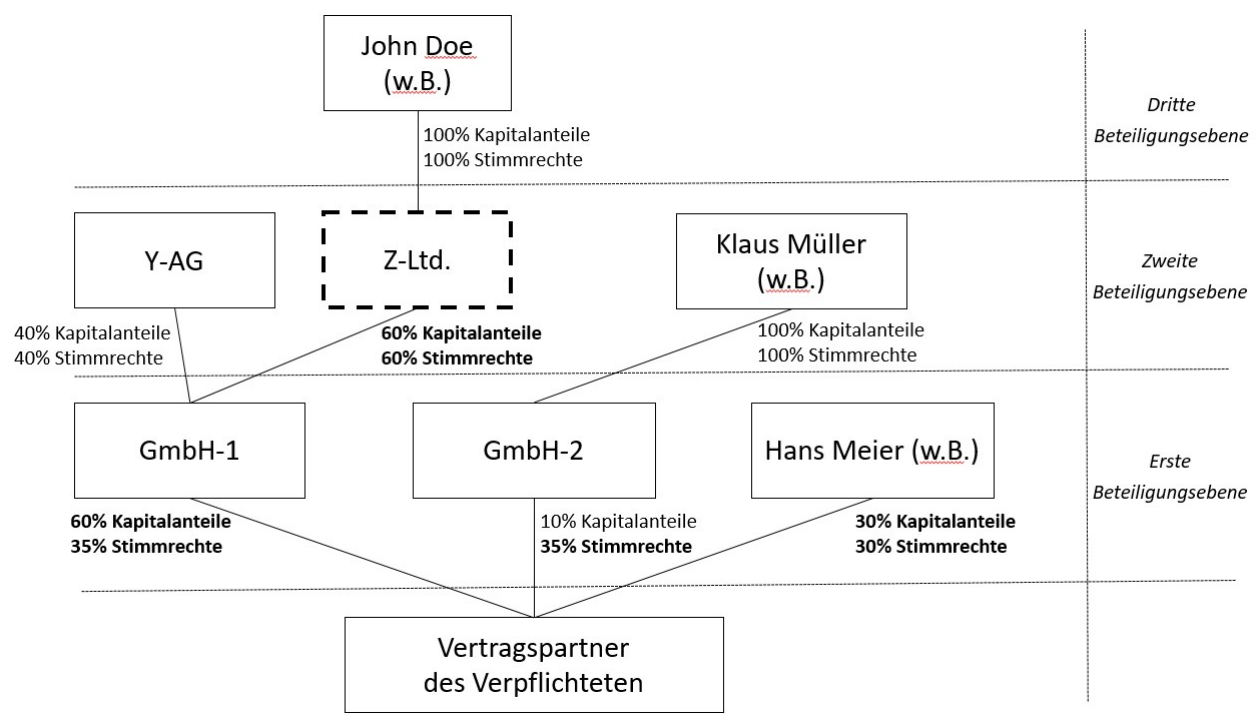 John Doe
(w.B.)
100% Kapitalanteile
100% Stimmrechte
Dritte
Beteiligungsebene
Y-AG
Z-Ltd.
Klaus Müller
(w.B.)
Zweite
Beteiligungsebene
40% Kapitalanteile
40% Stimmrechte
60% Kapitalanteile
60% Stimmrechte
100% Kapitalanteile
100% Stimmrechte
GmbH-1
GmbH-2
Hans Meier (w.B.)
Erste
Beteiligungsebene
60% Kapitalanteile
35% Stimmrechte
10% Kapitalanteile
35% Stimmrechte
30% Kapitalanteile
30% Stimmrechte
Vertragspartner
des Verpflichteten